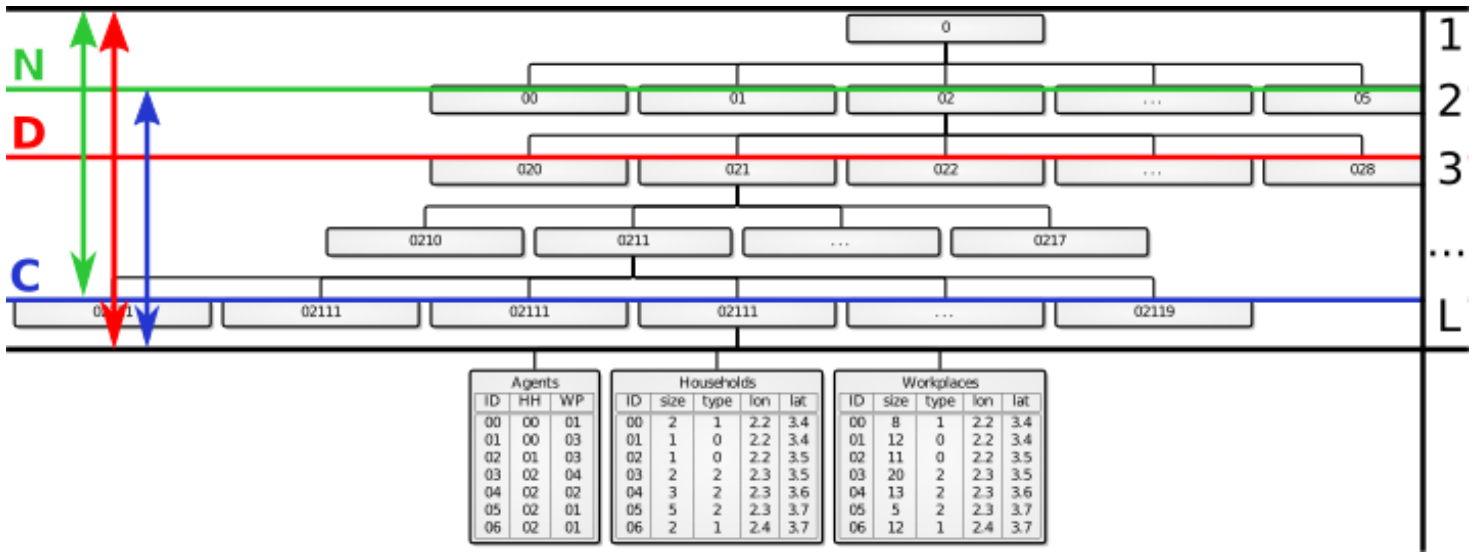 0 1
N
00 01 02 ... 05 2
D
020 021 022 ... 028 3
0210 0211 ... 0217 ...
C
02111 02111 02111 ... 02119 L
Agents Households Workplaces
ID HH WP ID size type lon lat ID size type lon lat
00 00 01 00 2 1 2.2 3.4 00 8 1 2.2 3.4
01 00 03 01 1 0 2.2 3.4 01 12 0 2.2 3.4
02 01 03 02 1 0 2.2 3.5 02 11 0 2.2 3.5
03 02 04 03 2 2 2.3 3.5 03 20 2 2.3 3.5
04 02 02 04 3 2 2.3 3.6 04 13 2 2.3 3.6
05 02 01 05 5 2 2.3 3.7 05 5 2 2.3 3.7
06 02 01 06 2 1 2.4 3.7 06 12 1 2.4 3.7